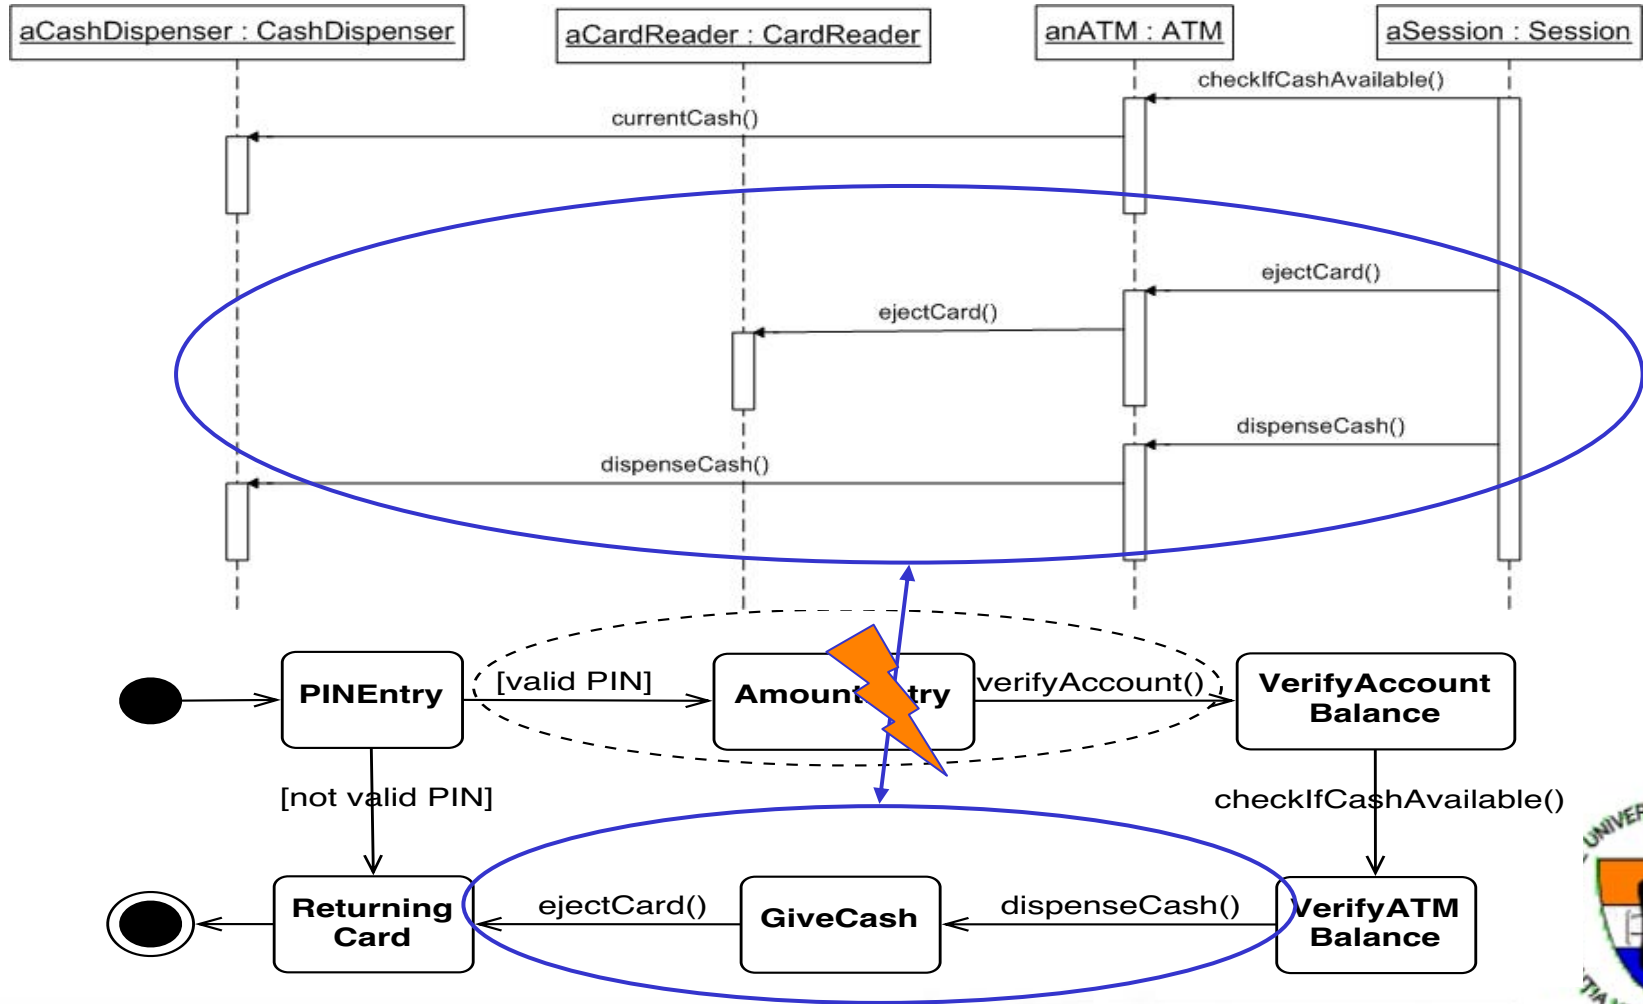 aCashDispenser : CashDispenser
aCardReader : CardReader
anATM : ATM
aSession : Session
checkIfCashAvailable()
currentCash()
ejectCard()
ejectCard()
dispenseCash()
dispenseCash()
PINEntry
[valid PIN]
verifyAccount()
VerifyAccount
Balance
[not valid PIN]
checkIfCashAvailable()
Returning
Card
ejectCard()
GiveCash
dispenseCash()
VerifyATM
Balance